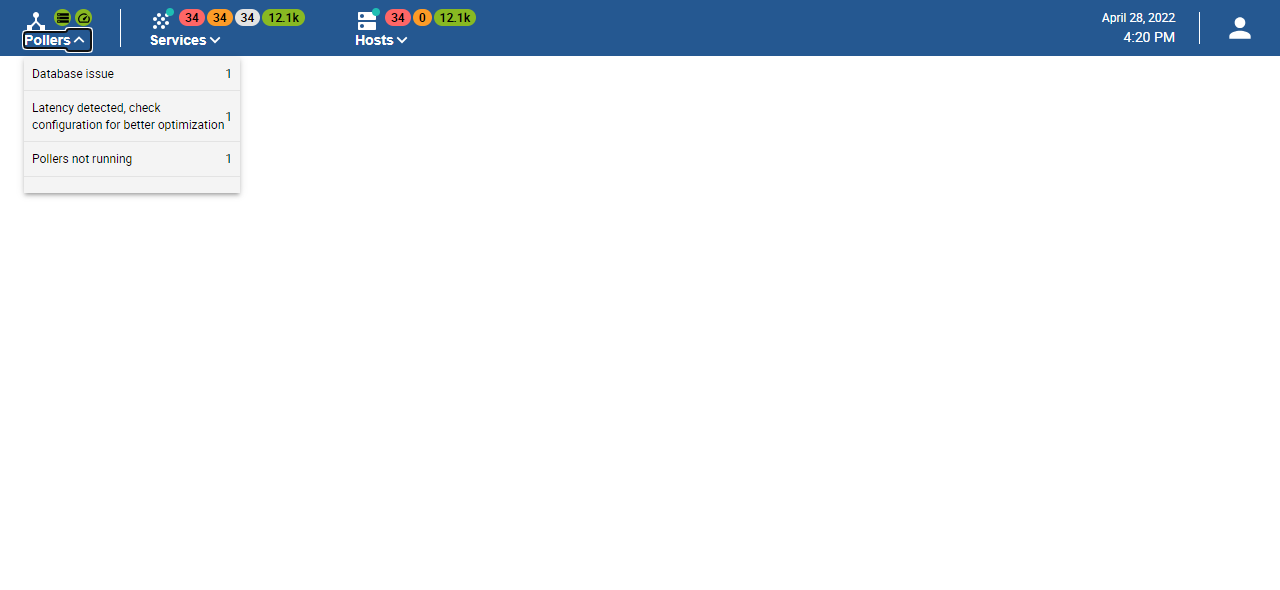 34 34 34 12.1k 34 0 12.1k April 28, 2022
Pollers Services Hosts 4:20 PM
Database issue 1
Latency detected, check
configuration for better optimization 1
Pollers not running 1